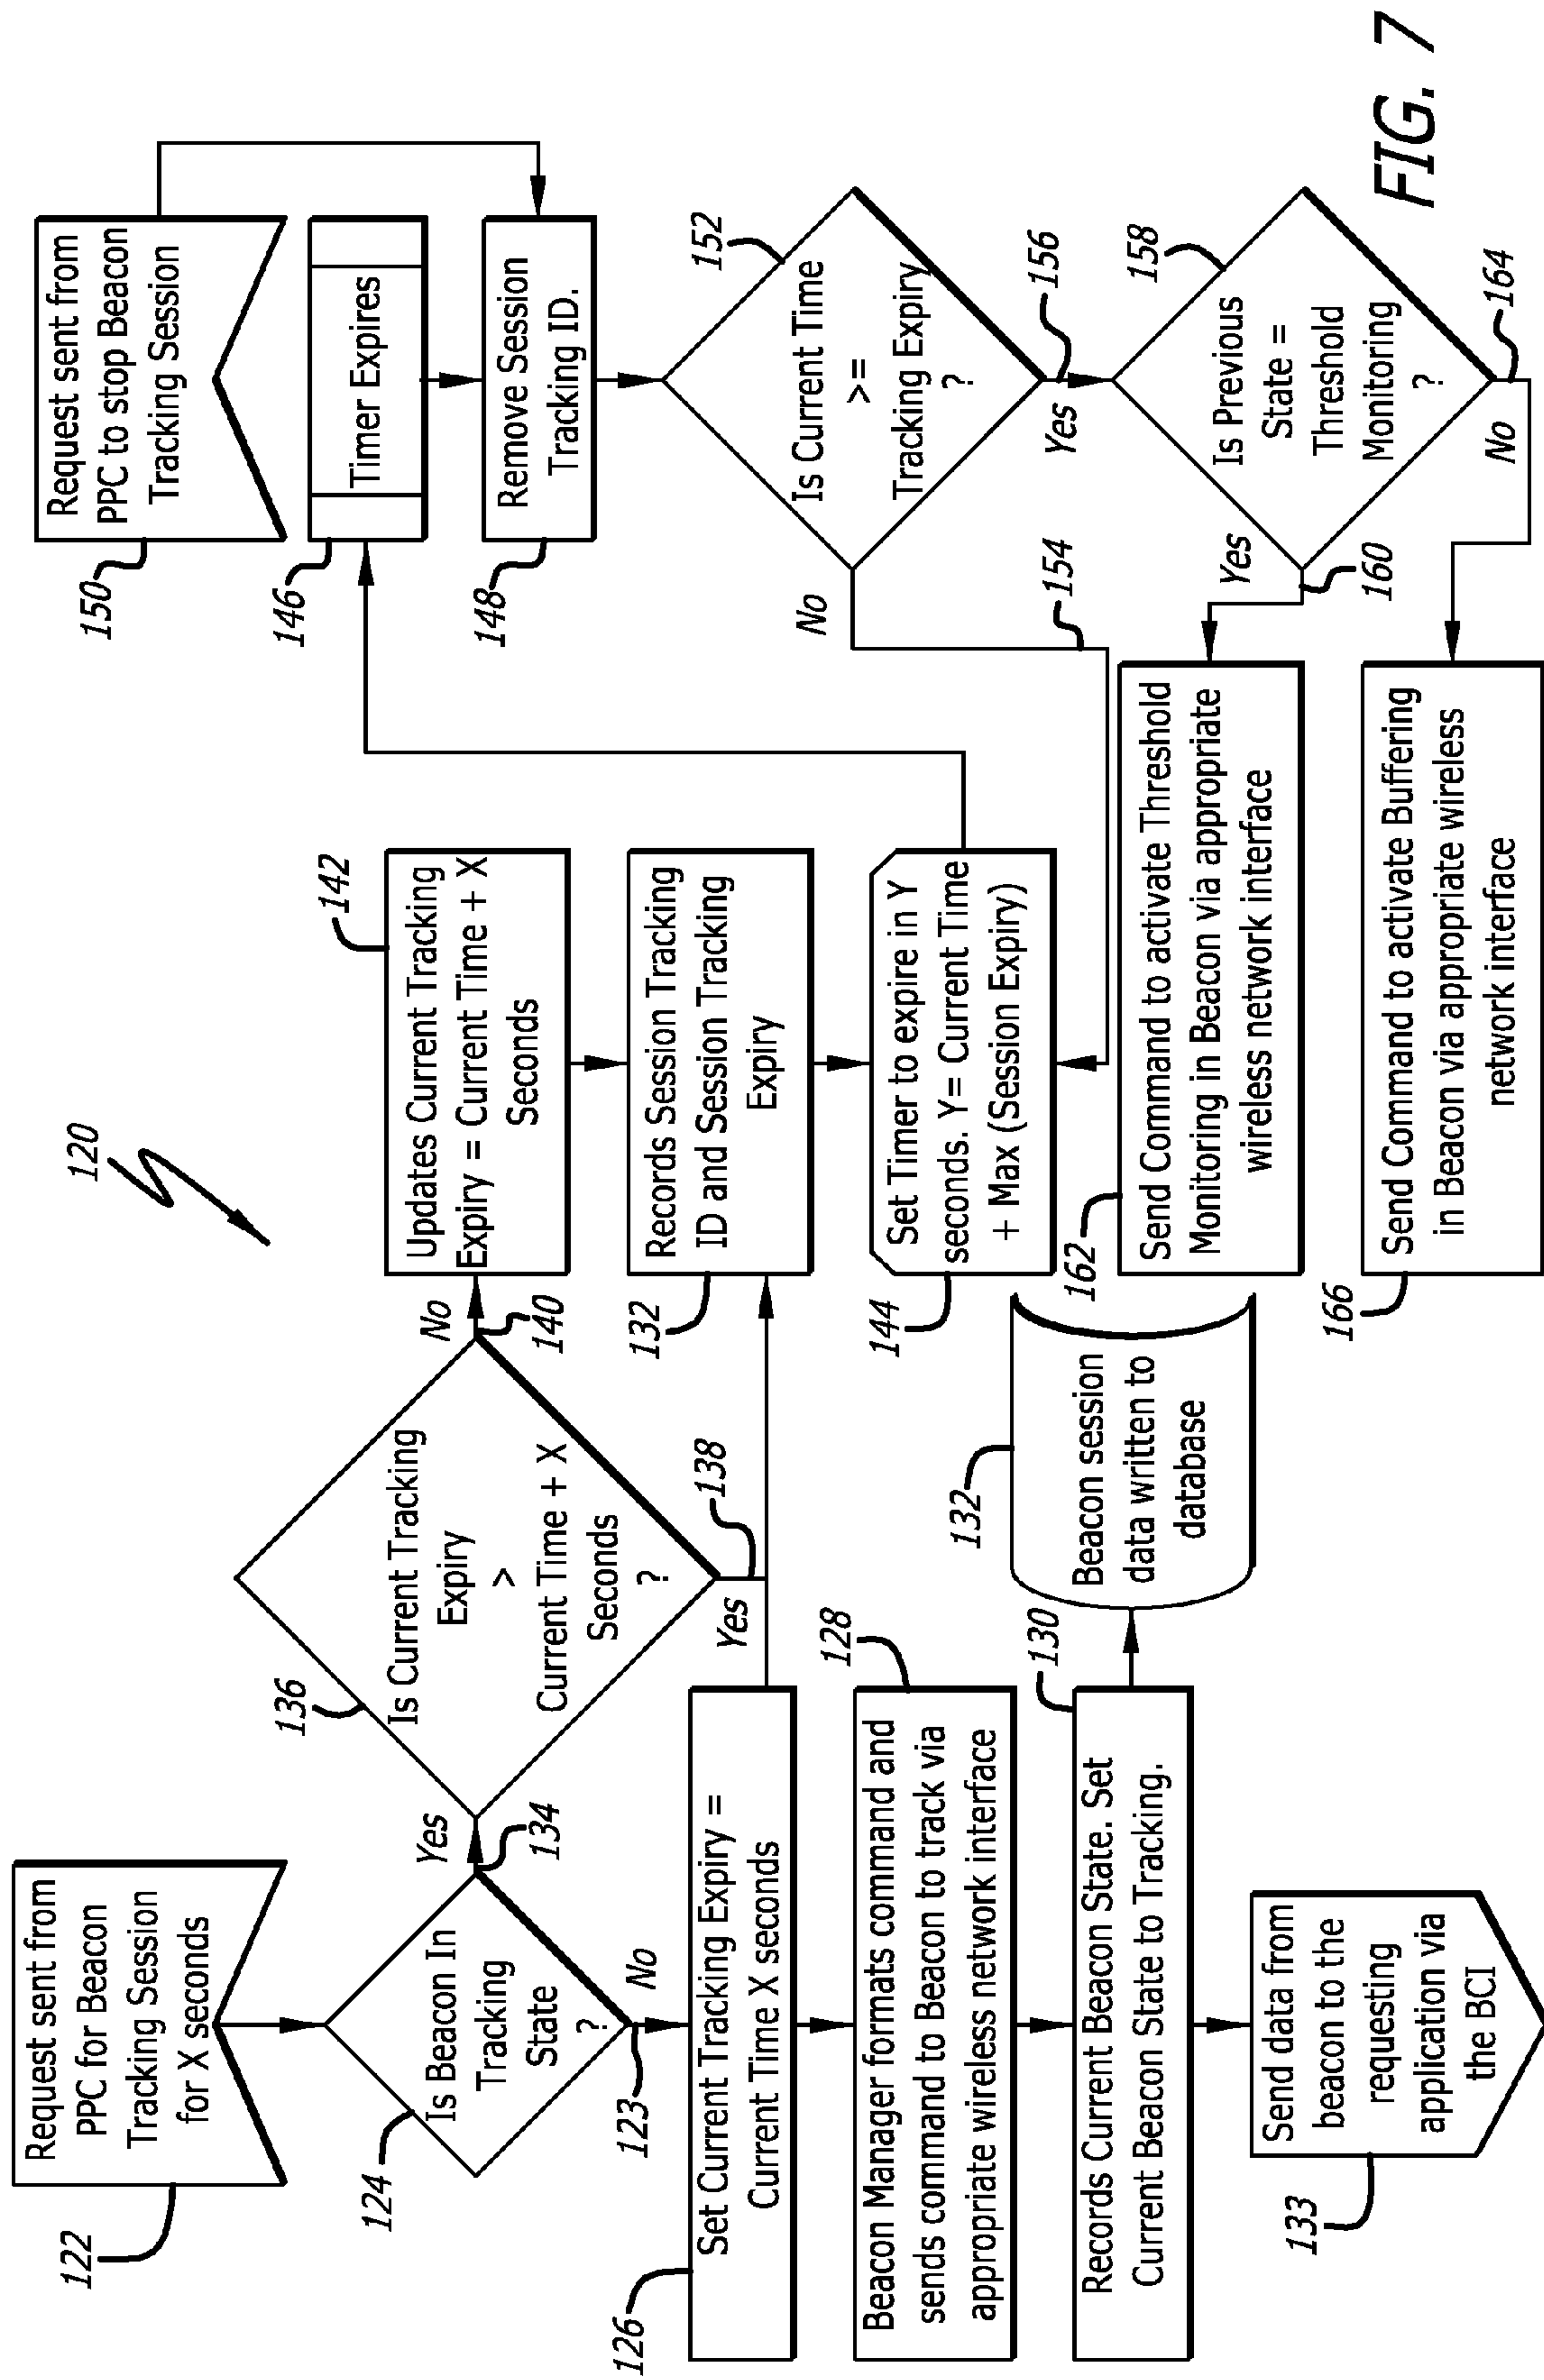 120
122
Request sent from
PPC for Beacon
Tracking Session
for X seconds
124
Is Beacon In
Tracking
State
?
Yes
134
No
123
126
Set Current Tracking Expiry =
Current Time X seconds
128
Beacon Manager formats command and
sends command to Beacon to track via
appropriate wireless network interface
130
Records Current Beacon State. Set
Current Beacon State to Tracking.
133
Send data from
beacon to the
requesting
application via
the BCI
132
Beacon session
data written to
database
136
Is Current Tracking
Expiry
>
Current Time + X
Seconds
?
Yes
138
No
140
142
Updates Current Tracking
Expiry = Current Time + X
Seconds
132
Records Session Tracking
ID and Session Tracking
Expiry
144
Set Timer to expire in Y
seconds. Y= Current Time
+ Max (Session Expiry)
150
Request sent from
PPC to stop Beacon
Tracking Session
146
Timer Expires
148
Remove Session
Tracking ID.
152
Is Current Time
>=
Tracking Expiry
?
No
154
Yes
156
158
Is Previous
State =
Threshold
Monitoring
?
Yes
160
No
164
162
Send Command to activate Threshold
Monitoring in Beacon via appropriate
wireless network interface
166
Send Command to activate Buffering
in Beacon via appropriate wireless
network interface
FIG. 7